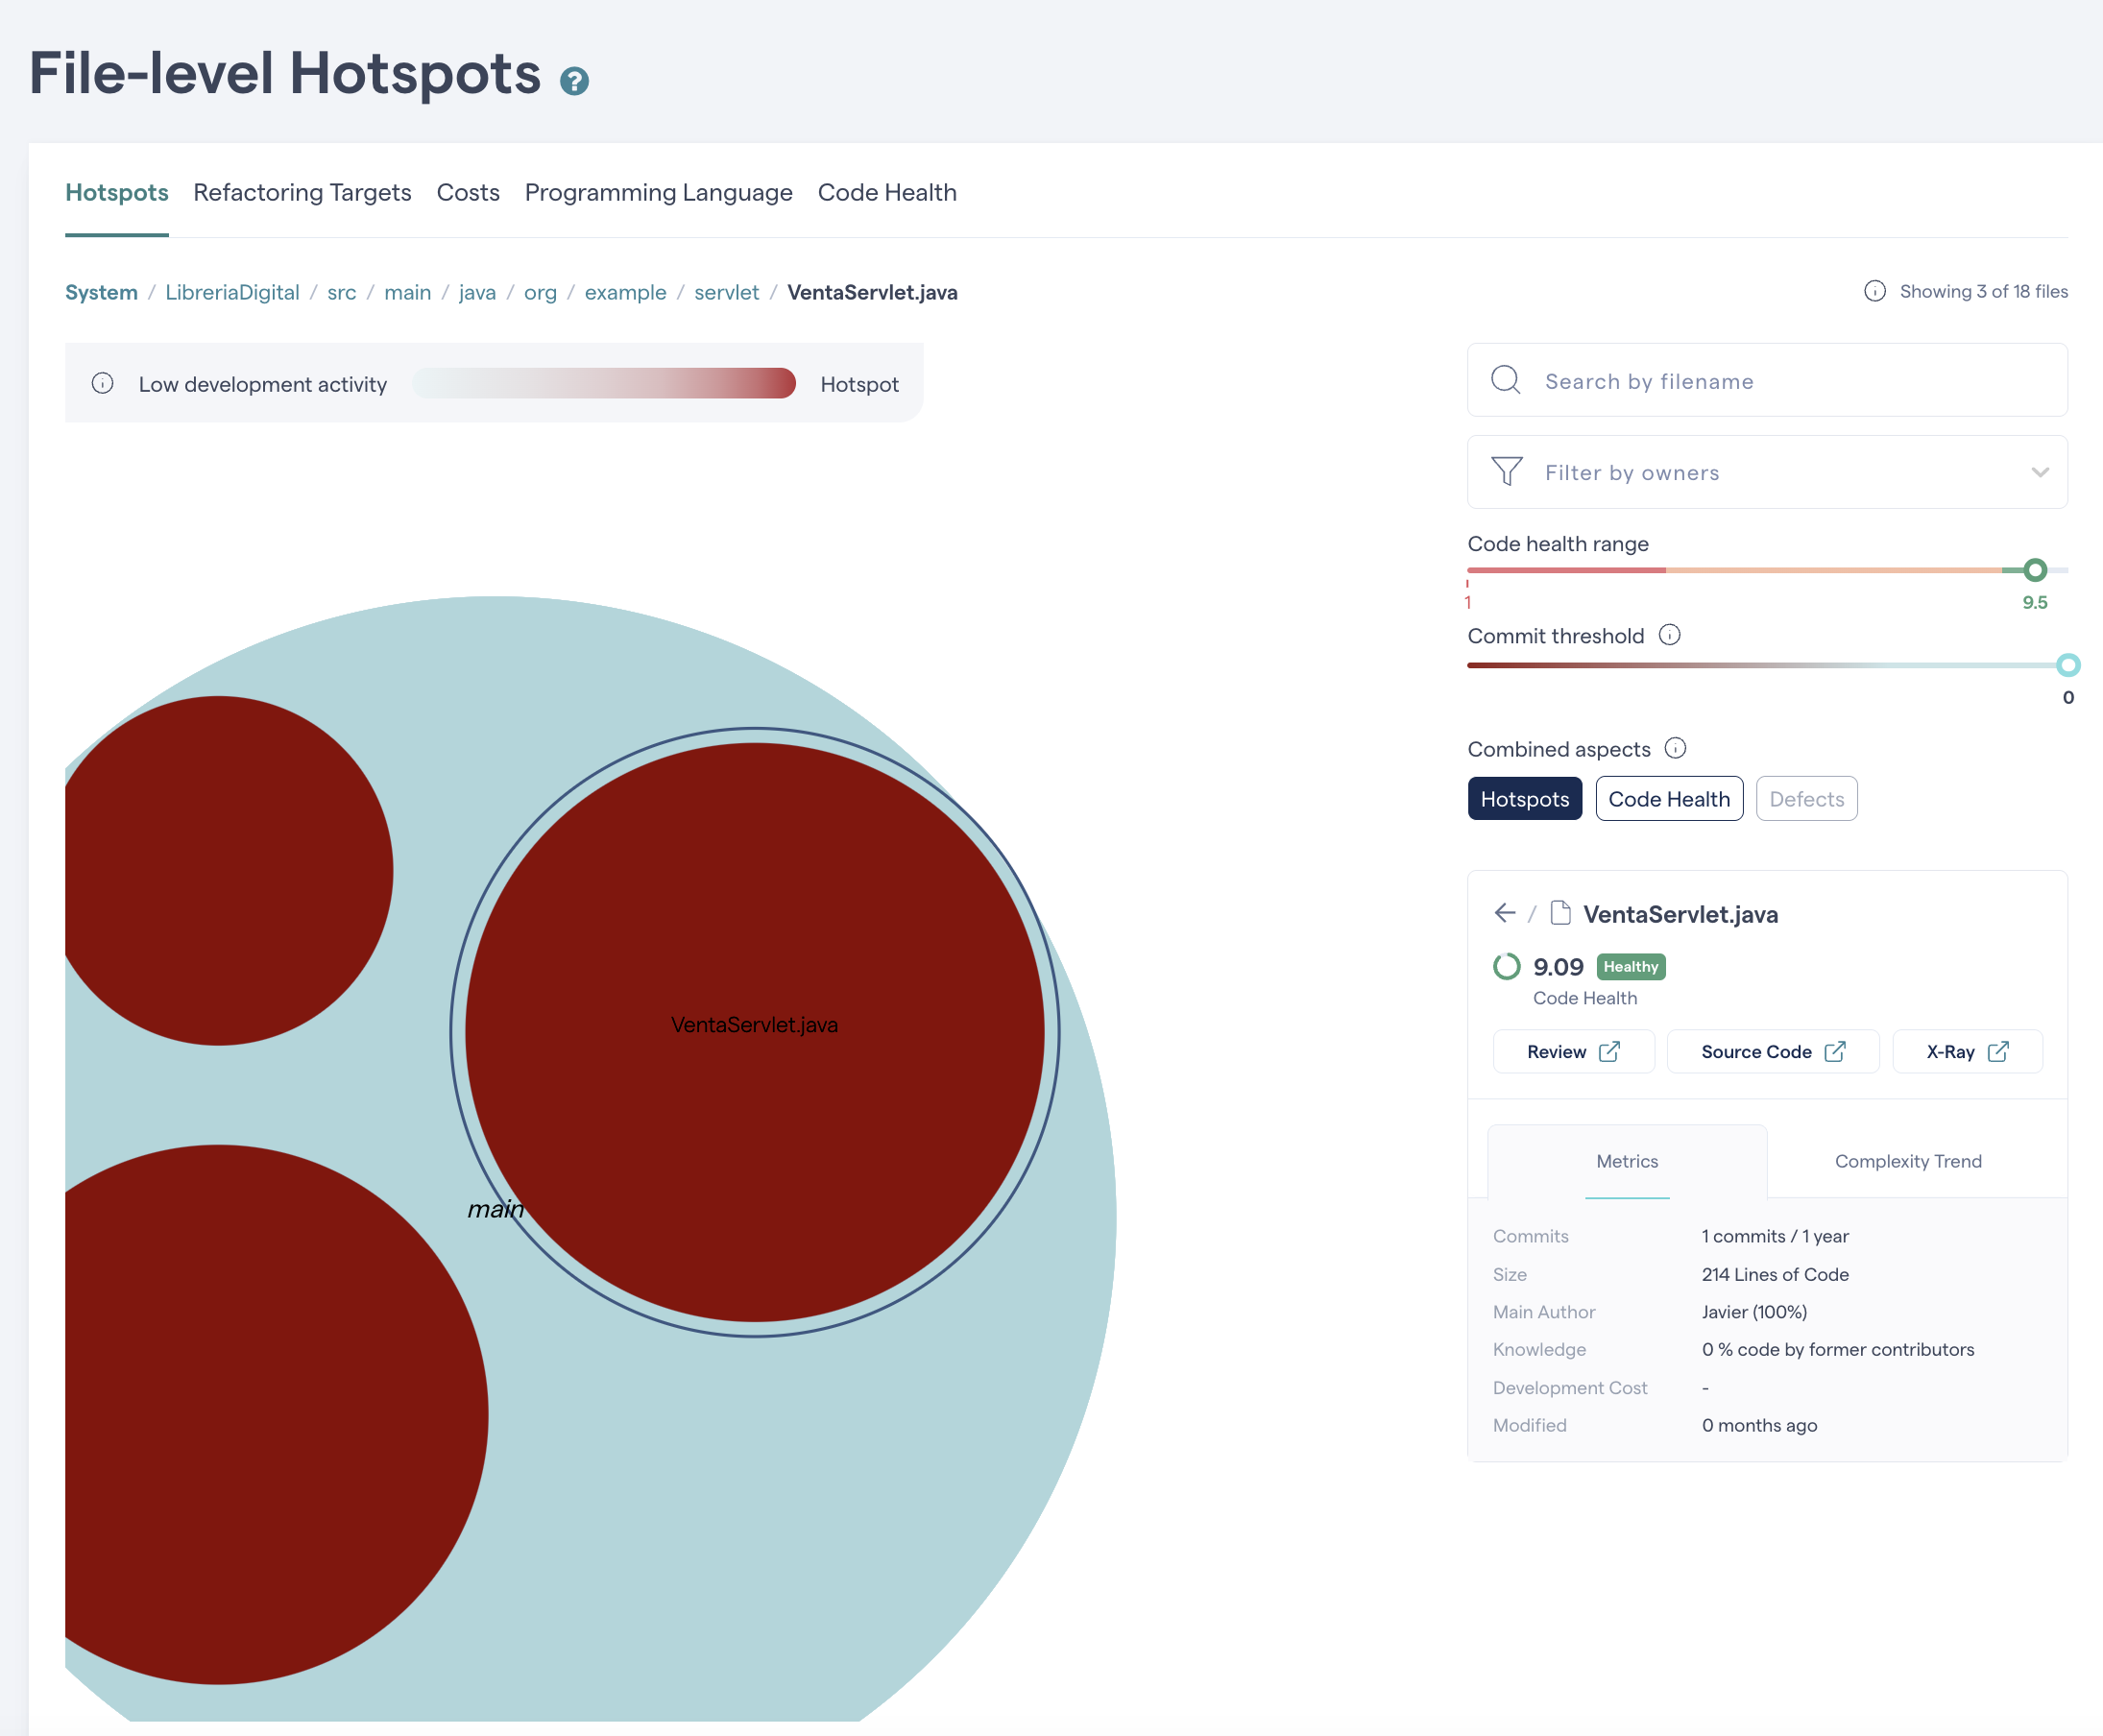 File-level Hotspots ?
Hotspots Refactoring Targets Costs Programming Language Code Health
System / LibreriaDigital / src / main / java / org / example / servlet / VentaServlet.java
Showing 3 of 18 files
Low development activity Hotspot
Search by filename
Filter by owners
Code health range
1 9.5
Commit threshold
0
Combined aspects
Hotspots Code Health Defects
/ VentaServlet.java
9.09 Healthy
Code Health
Review Source Code X-Ray
Metrics Complexity Trend
Commits 1 commits / 1 year
Size 214 Lines of Code
Main Author Javier (100%)
Knowledge 0 % code by former contributors
Development Cost -
Modified 0 months ago
VentaServlet.java
main